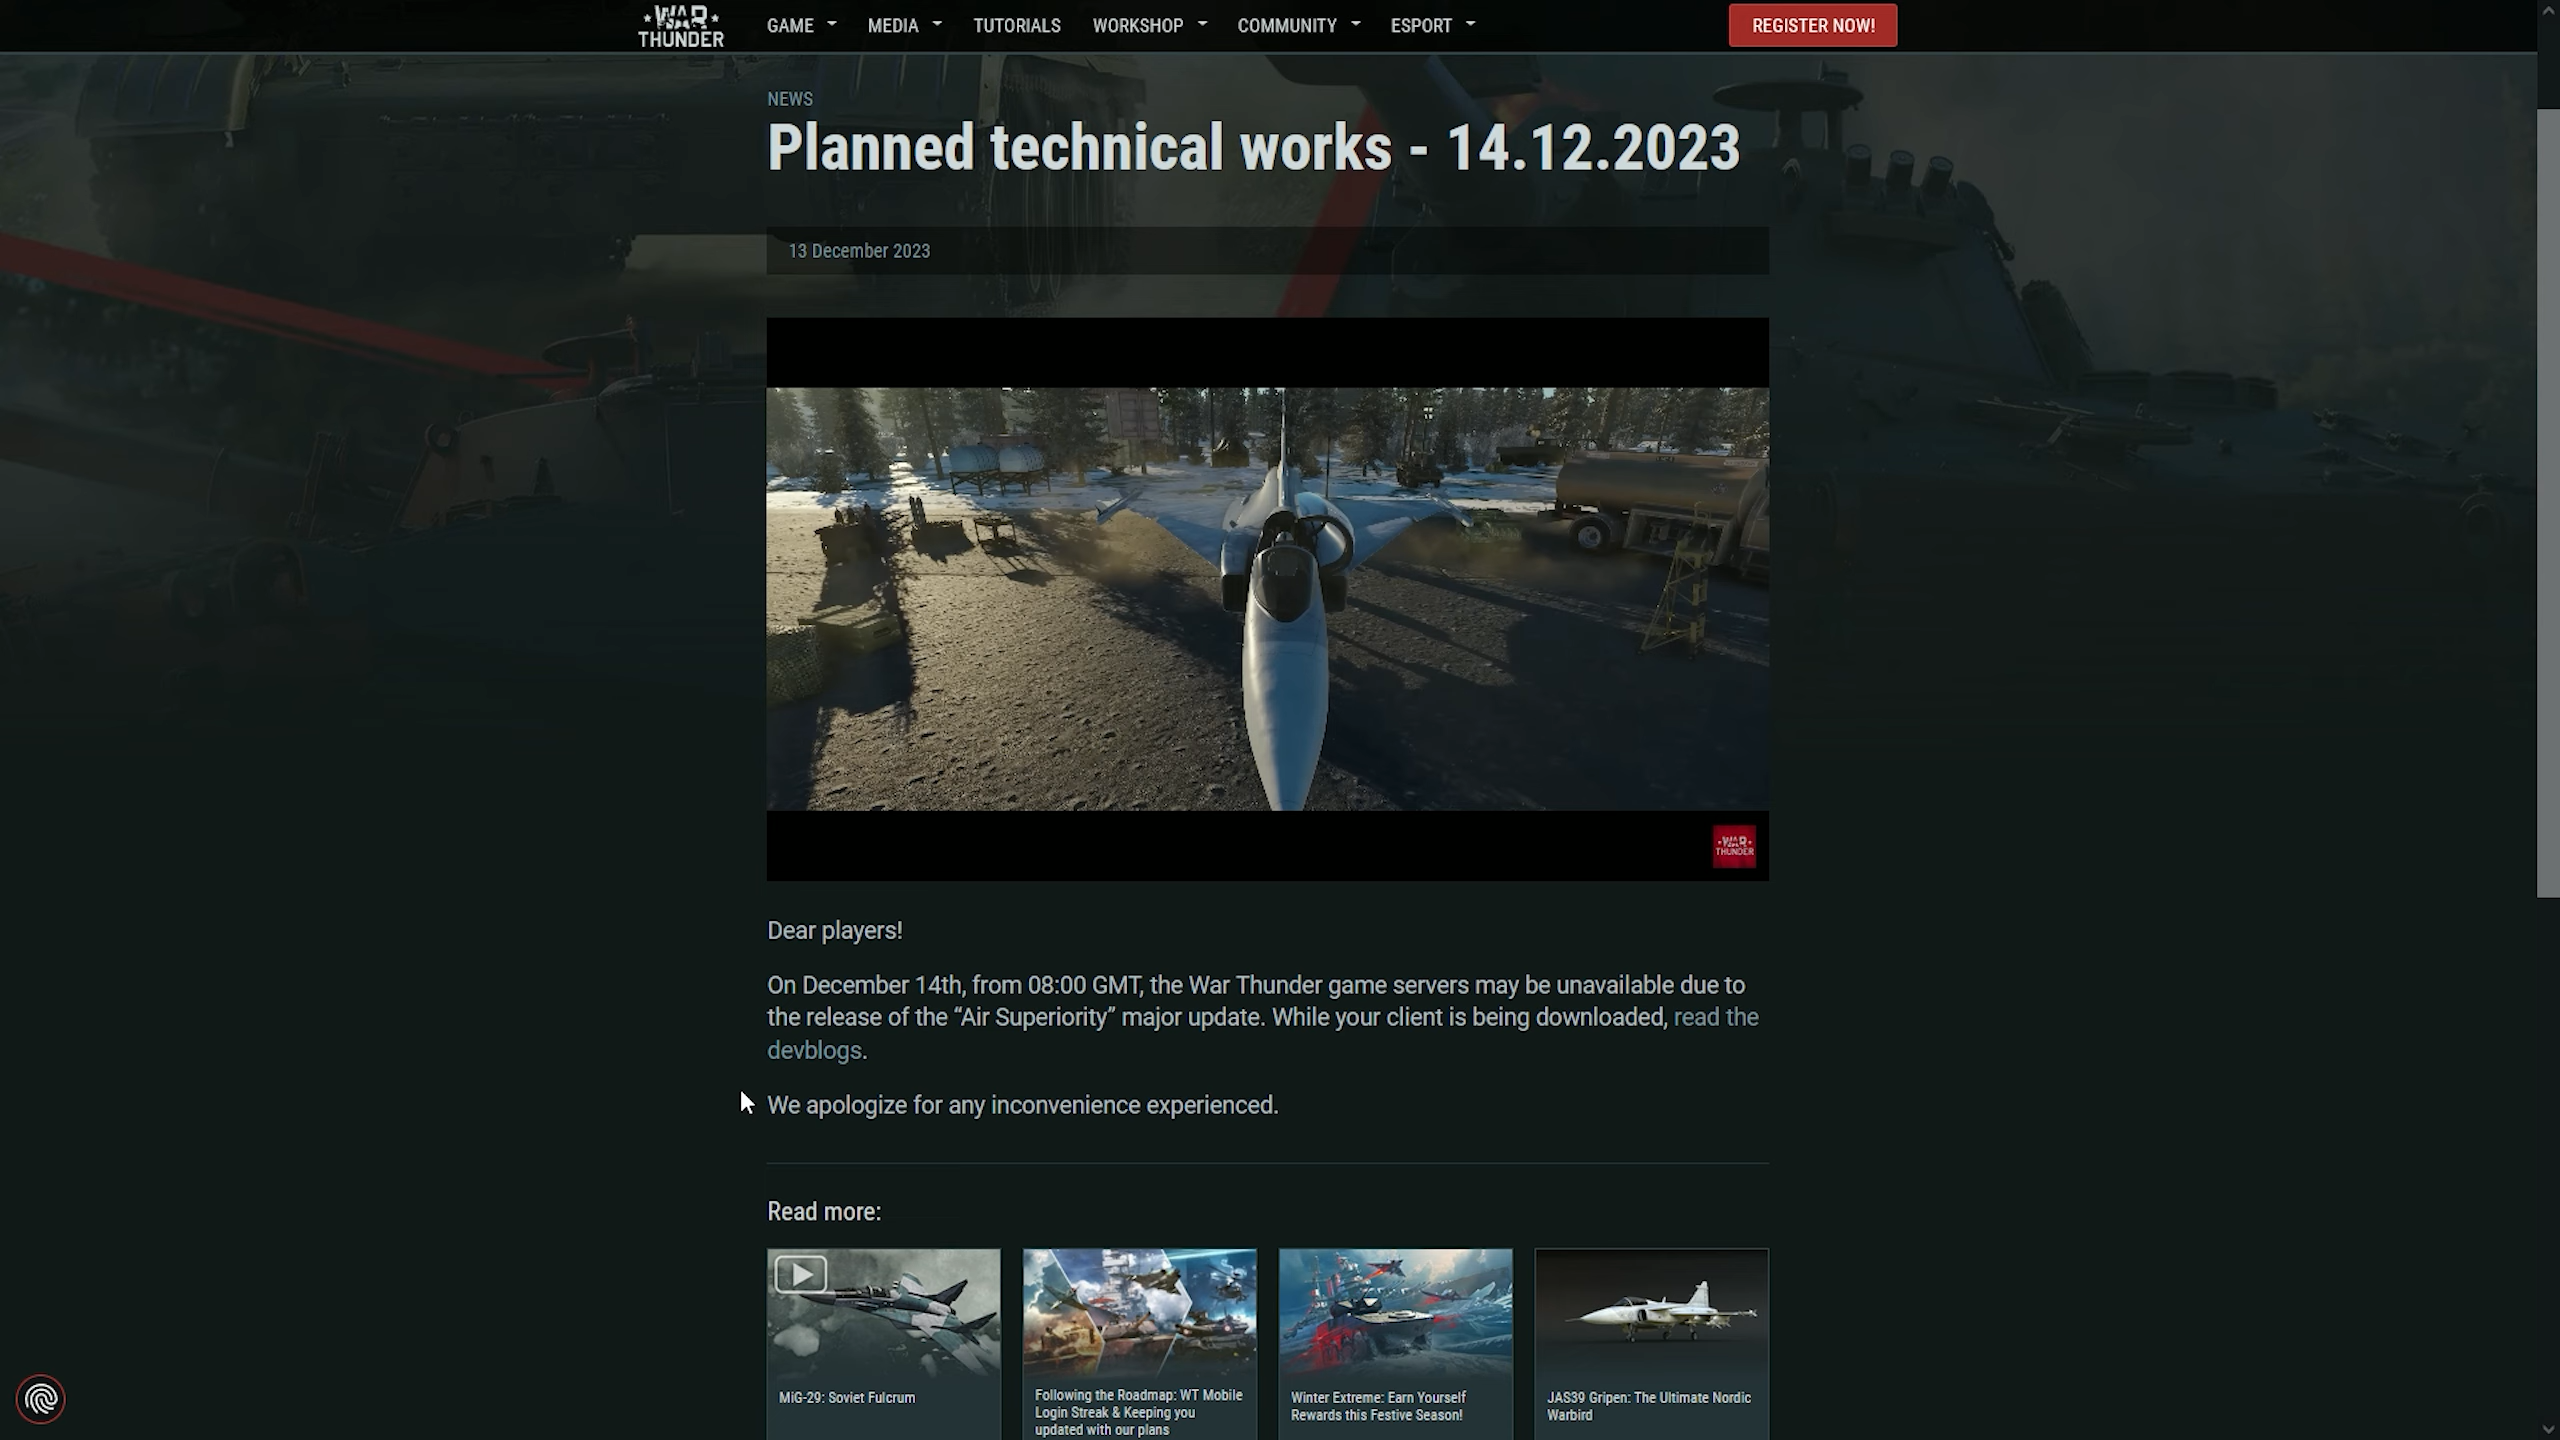 WAR
THUNDER
GAME
MEDIA
TUTORIALS
WORKSHOP
COMMUNITY
ESPORT
REGISTER NOW!
NEWS
Planned technical works - 14.12.2023
13 December 2023
WAR
THUNDER
Dear players!
On December 14th, from 08:00 GMT, the War Thunder game servers may be unavailable due to
the release of the “Air Superiority” major update. While your client is being downloaded, read the
devblogs.
We apologize for any inconvenience experienced.
Read more:
MiG-29: Soviet Fulcrum
Following the Roadmap: WT Mobile
Login Streak & Keeping you
updated with our plans
Winter Extreme: Earn Yourself
Rewards this Festive Season!
JAS39 Gripen: The Ultimate Nordic
Warbird